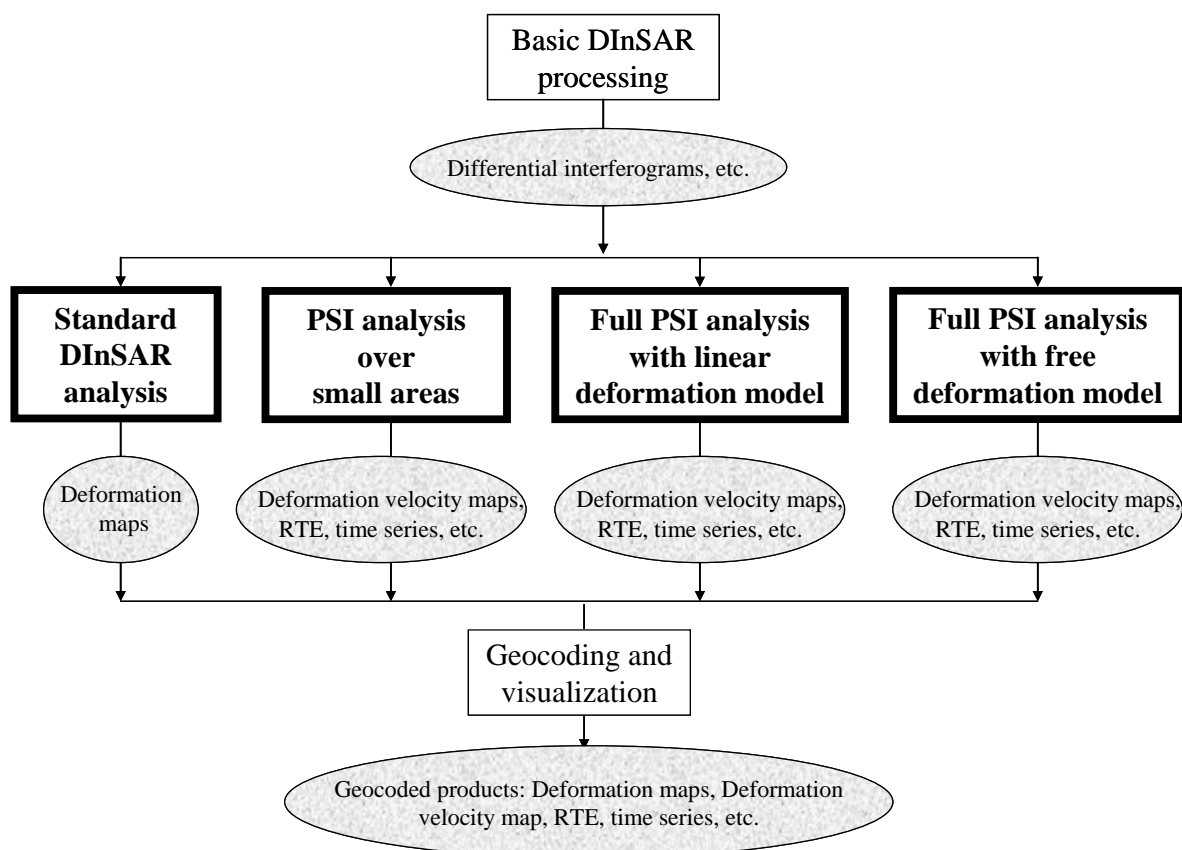 Basic DInSAR
processing
Differential interferograms, etc.
Standard
DInSAR
analysis
PSI analysis
over
small areas
Full PSI analysis
with linear
deformation model
Full PSI analysis
with free
deformation model
Deformation
maps
Deformation velocity maps,
RTE, time series, etc.
Deformation velocity maps,
RTE, time series, etc.
Deformation velocity maps,
RTE, time series, etc.
Geocoding and
visualization
Geocoded products: Deformation maps, Deformation
velocity map, RTE, time series, etc.